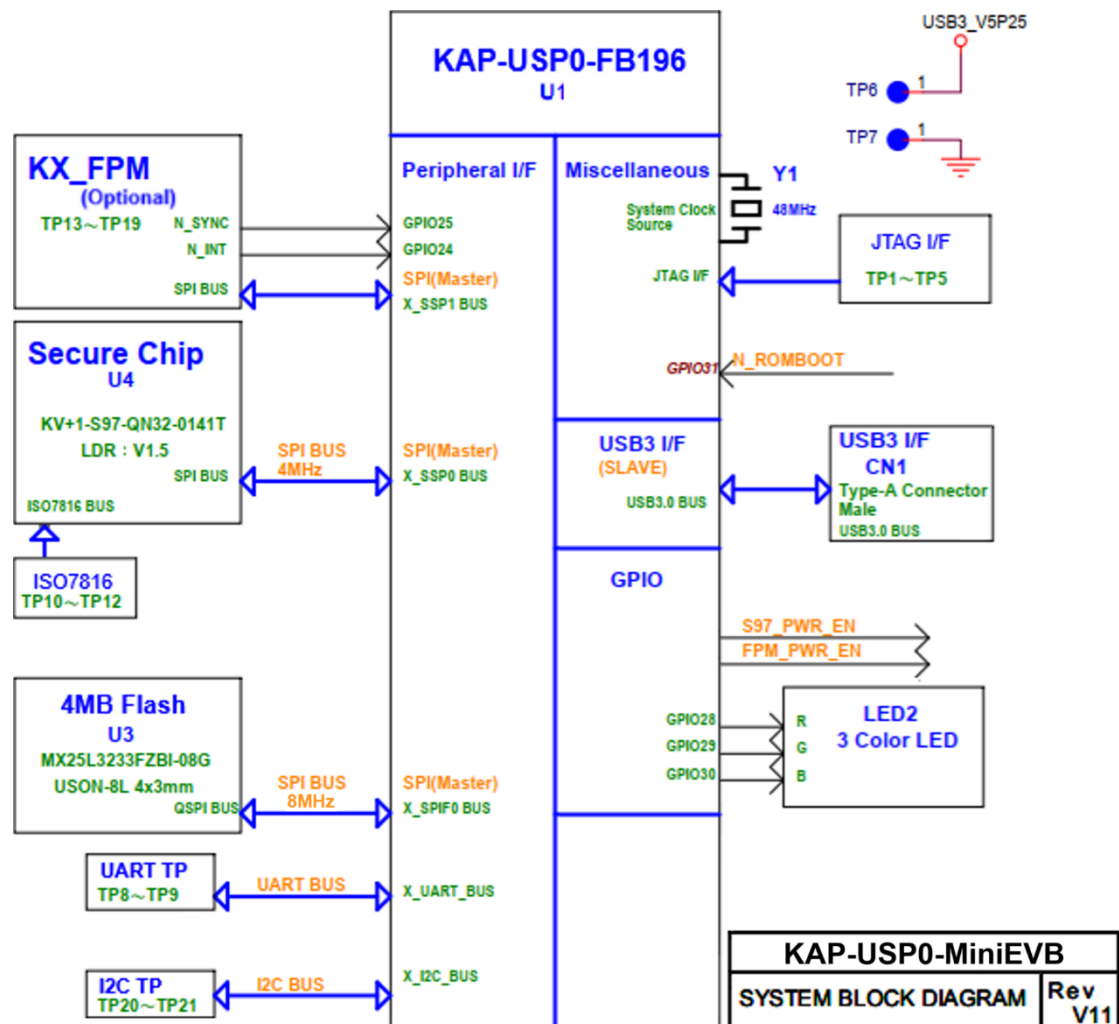 KAP-USP0-FB196
U1
USB3_V5P25
TP6
1
TP7
1
KX_FPM
(Optional)
TP13~TP19
N_SYNC
N_INT
SPI BUS
Peripheral I/F
GPIO25
GPIO24
SPI(Master)
X_SSP1 BUS
Miscellaneous
System Clock
Source
Y1
48MHz
JTAG I/F
JTAG I/F
TP1~TP5
GPIO31
N_ROMBOOT
Secure Chip
U4
KV+1-S97-QN32-0141T
LDR : V1.5
SPI BUS
ISO7816 BUS
SPI BUS
4MHz
SPI(Master)
X_SSP0 BUS
USB3 I/F
(SLAVE)
USB3.0 BUS
USB3 I/F
CN1
Type-A Connector
Male
USB3.0 BUS
ISO7816
TP10~TP12
GPIO
S97_PWR_EN
FPM_PWR_EN
GPIO28
GPIO29
GPIO30
R
G
B
LED2
3 Color LED
4MB Flash
U3
MX25L3233FZBI-08G
USON-8L 4x3mm
QSPI BUS
SPI BUS
8MHz
SPI(Master)
X_SPIF0 BUS
UART TP
TP8~TP9
UART BUS
X_UART_BUS
I2C TP
TP20~TP21
I2C BUS
X_I2C_BUS
KAP-USP0-MiniEVB
SYSTEM BLOCK DIAGRAM
Rev
V11